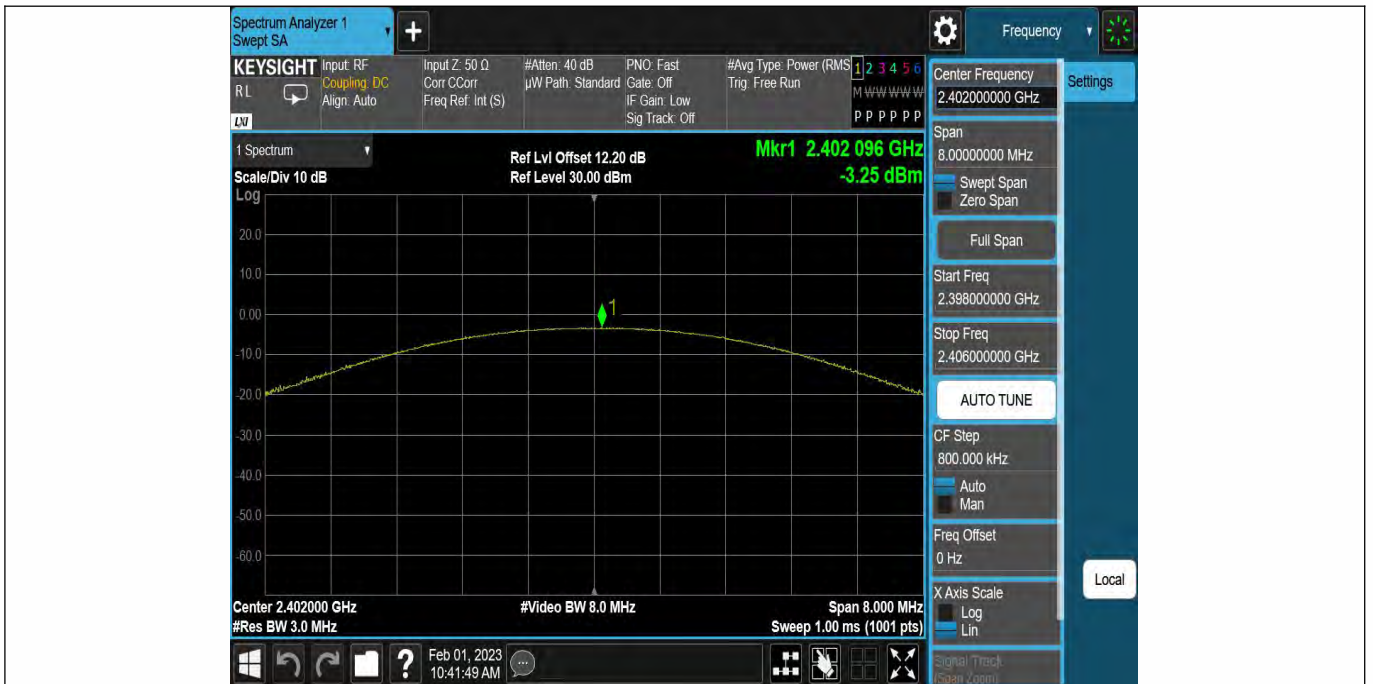 Spectrum Analyzer 1
Swept SA
+
Frequency
KEYSIGHT
RL
LXI
Input: RF
Coupling: DC
Align: Auto
Input Z: 50 Ω
Corr CCorr
Freq Ref: Int (S)
#Atten: 40 dB
µW Path: Standard
PNO: Fast
Gate: Off
IF Gain: Low
Sig Track: Off
#Avg Type: Power (RMS
Trig: Free Run
1 2 3 4 5 6
M W W W W W
P P P P P P
1 Spectrum
Scale/Div 10 dB
Log
Ref Lvl Offset 12.20 dB
Ref Level 30.00 dBm
Mkr1 2.402 096 GHz
-3.25 dBm
20.0
10.0
0.00
-10.0
-20.0
-30.0
-40.0
-50.0
-60.0
1
Center 2.402000 GHz
#Res BW 3.0 MHz
#Video BW 8.0 MHz
Span 8.000 MHz
Sweep 1.00 ms (1001 pts)
Center Frequency
2.402000000 GHz
Settings
Span
8.00000000 MHz
Swept Span
Zero Span
Full Span
Start Freq
2.398000000 GHz
Stop Freq
2.406000000 GHz
AUTO TUNE
CF Step
800.000 kHz
Auto
Man
Freq Offset
0 Hz
X Axis Scale
Log
Lin
Signal Track
(Span Zoom)
Local
?
Feb 01, 2023
10:41:49 AM